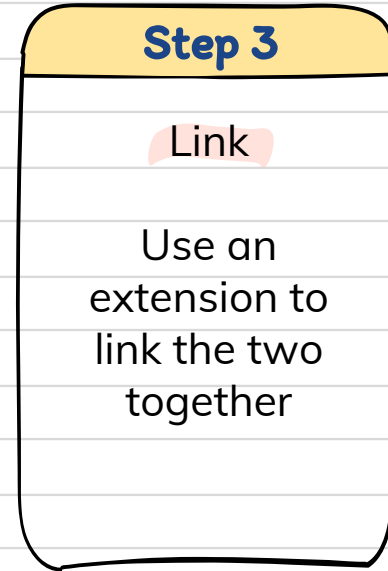 Step 3
Link
Use an
extension to
link the two
together